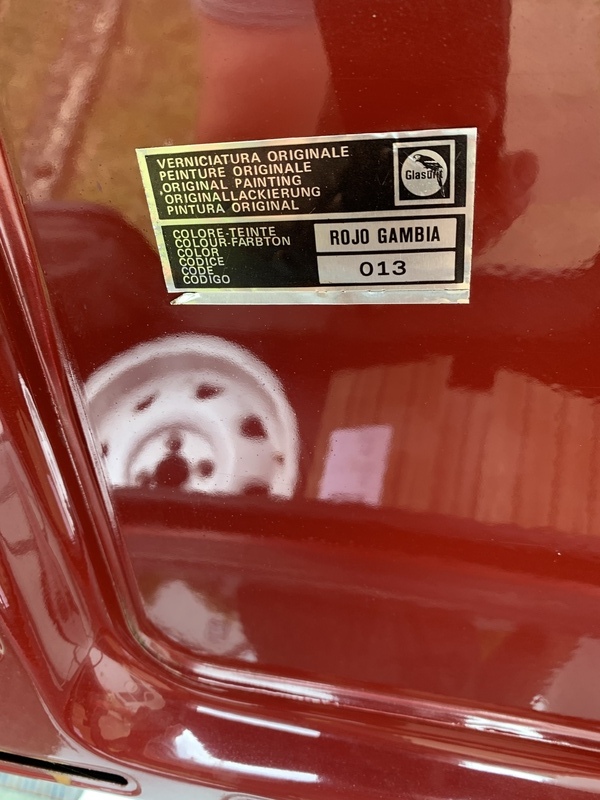 VERNICIATURA ORIGINALE
PEINTURE ORIGINALE
ORIGINAL PAINTING
ORIGINALLACKIERUNG
PINTURA ORIGINAL
Glasurit
COLORE-TEINTE
COLOUR-FARBTON
COLOR
CODICE
CODE
CODIGO
ROJO GAMBIA
013